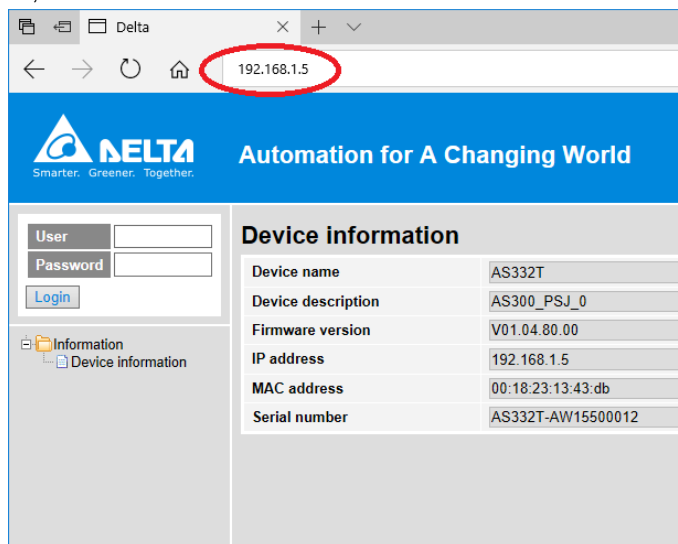 Delta
192.168.1.5
DELTA
Smarter. Greener. Together.
Automation for A Changing World
User
Password
Login
Information
Device information
Device information
Device name AS332T
Device description AS300_PSJ_0
Firmware version V01.04.80.00
IP address 192.168.1.5
MAC address 00:18:23:13:43:db
Serial number AS332T-AW15500012